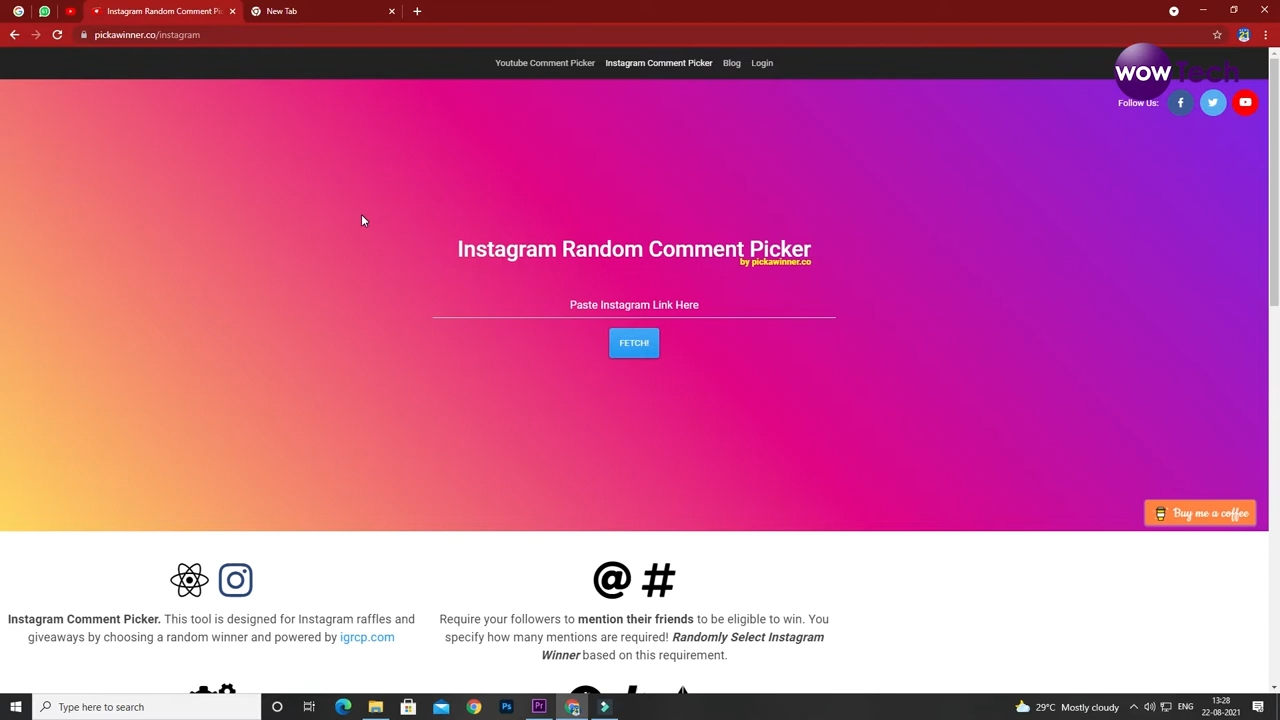 Instagram Random Comment Pi
New Tab
pickawinner.co/instagram
Youtube Comment Picker Instagram Comment Picker Blog Login
wow Tech
Follow Us:
Instagram Random Comment Picker
by pickawinner.co
Paste Instagram Link Here
FETCH!
Buy me a coffee
Instagram Comment Picker. This tool is designed for Instagram raffles and
giveaways by choosing a random winner and powered by igrcp.com
@ #
Require your followers to mention their friends to be eligible to win. You
specify how many mentions are required! Randomly Select Instagram
Winner based on this requirement.
Type here to search
29°C Mostly cloudy
ENG
13:28
22-08-2021